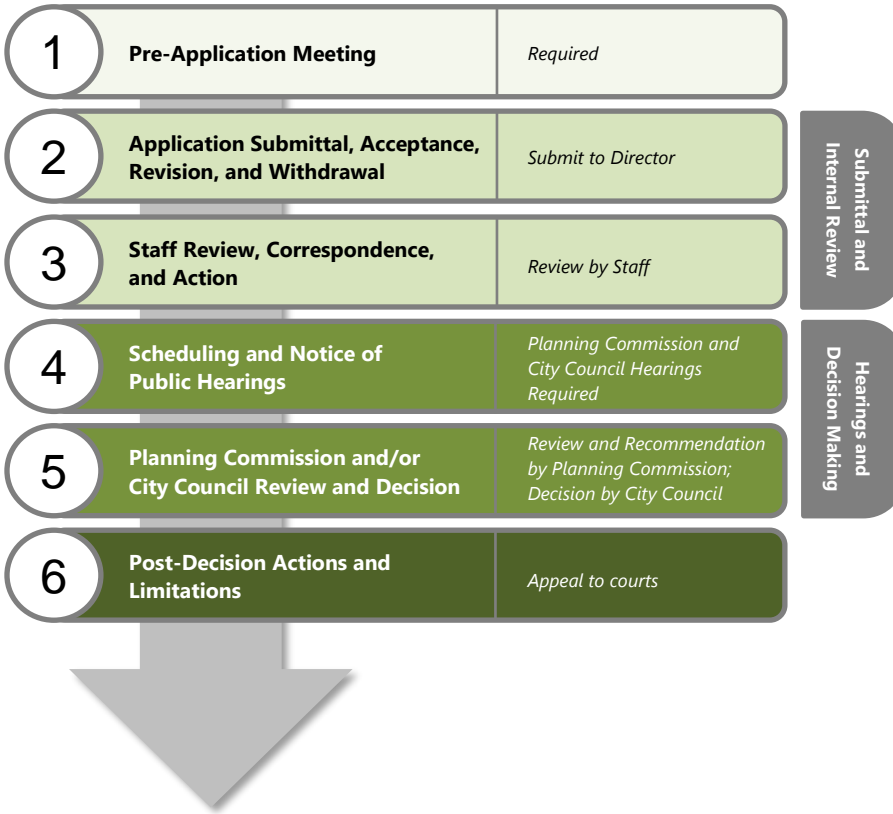 1
Pre-Application Meeting
Required
2
Application Submittal, Acceptance,
Revision, and Withdrawal
Submit to Director
3
Staff Review, Correspondence,
and Action
Review by Staff
Submittal and
Internal Review
4
Scheduling and Notice of
Public Hearings
Planning Commission and
City Council Hearings
Required
5
Planning Commission and/or
City Council Review and Decision
Review and Recommendation
by Planning Commission;
Decision by City Council
Hearings and
Decision Making
6
Post-Decision Actions and
Limitations
Appeal to courts